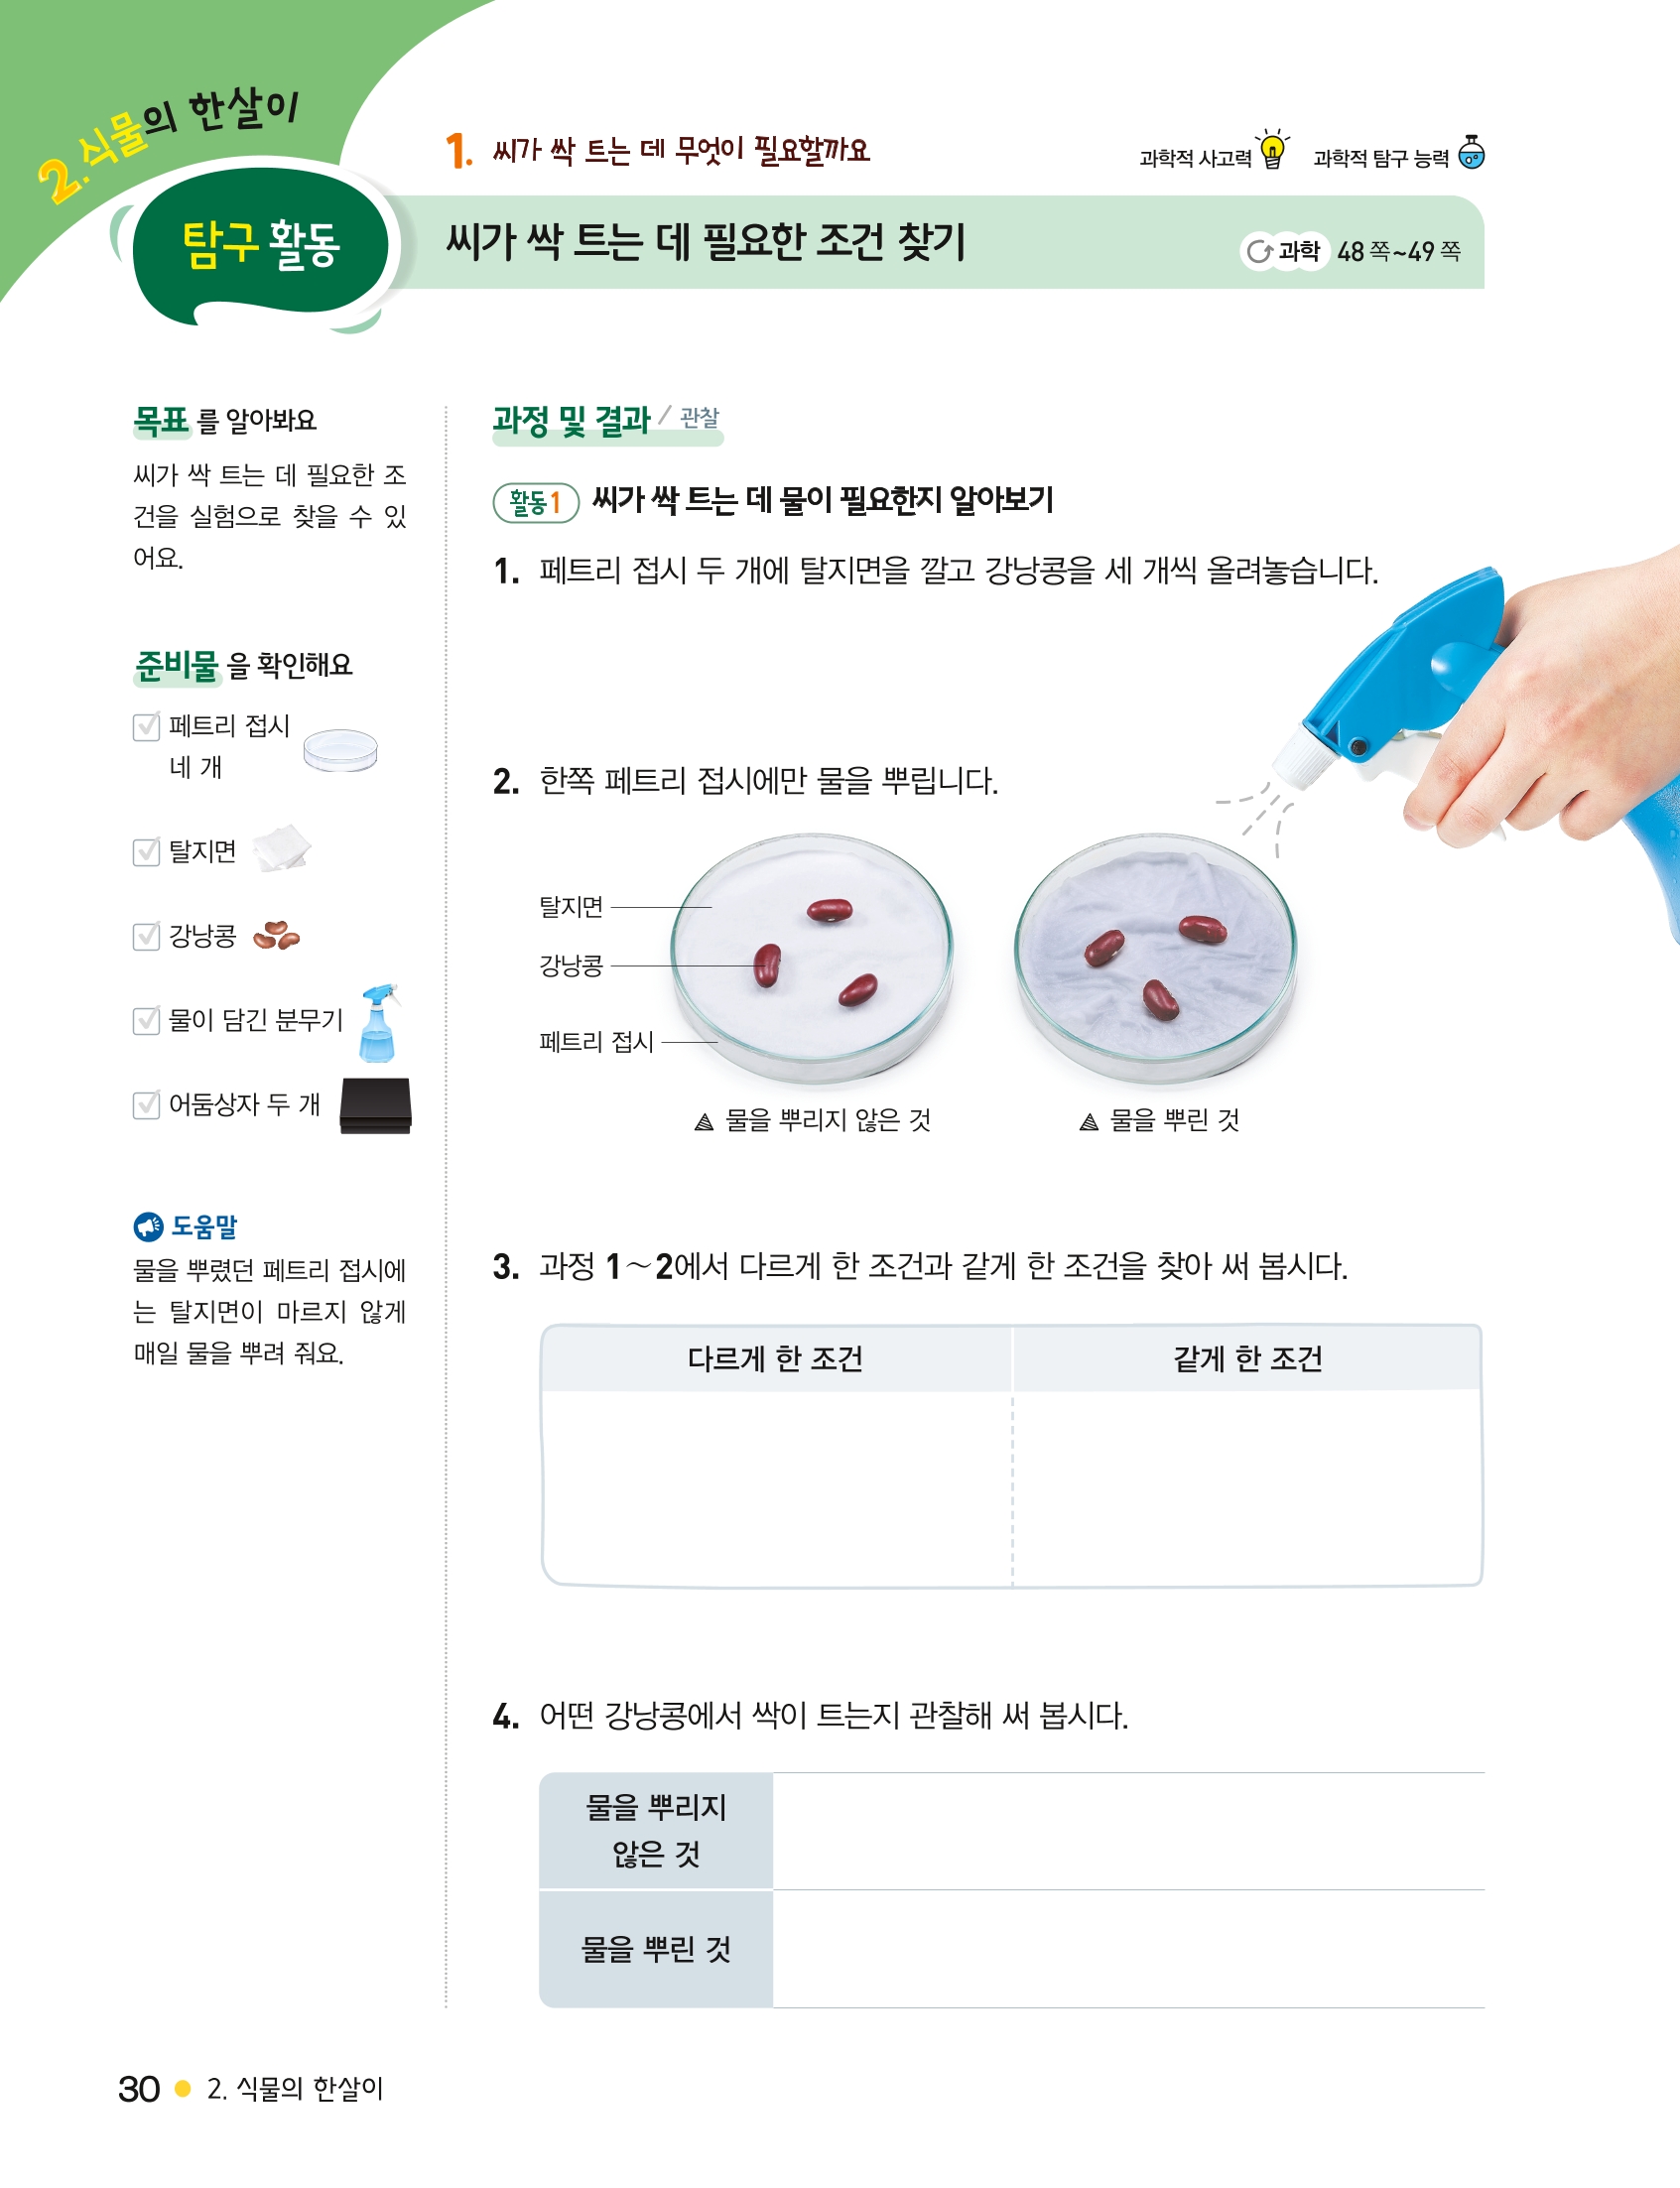 2. 식물의 한살이
1. 씨가 싹 트는 데 무엇이 필요할까요
과학적 사고력
과학적 탐구 능력
탐구 활동
씨가 싹 트는 데 필요한 조건 찾기
과학 48 쪽~49 쪽
목표 를 알아봐요
씨가 싹 트는 데 필요한 조
건을 실험으로 찾을 수 있
어요.
준비물 을 확인해요
페트리 접시
네 개
탈지면
강낭콩
물이 담긴 분무기
어둠상자 두 개
도움말
물을 뿌렸던 페트리 접시에
는 탈지면이 마르지 않게
매일 물을 뿌려 줘요.
과정 및 결과 / 관찰
활동1 씨가 싹 트는 데 물이 필요한지 알아보기
1. 페트리 접시 두 개에 탈지면을 깔고 강낭콩을 세 개씩 올려놓습니다.
2. 한쪽 페트리 접시에만 물을 뿌립니다.
탈지면
강낭콩
페트리 접시
물을 뿌리지 않은 것
물을 뿌린 것
3. 과정 1~2에서 다르게 한 조건과 같게 한 조건을 찾아 써 봅시다.
다르게 한 조건
같게 한 조건
4. 어떤 강낭콩에서 싹이 트는지 관찰해 써 봅시다.
물을 뿌리지
않은 것
물을 뿌린 것
30 2. 식물의 한살이